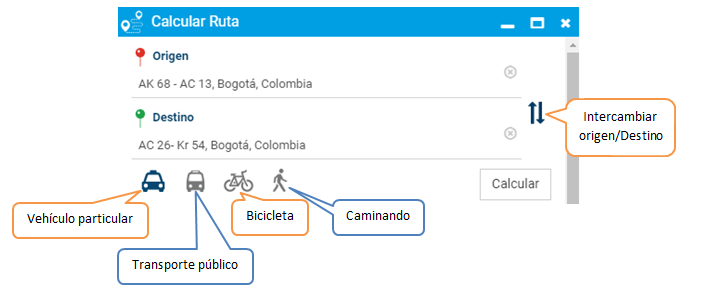 Calcular Ruta
Origen
AK 68 - AC 13, Bogotá, Colombia
Destino
AC 26- Kr 54, Bogotá, Colombia
Intercambiar
origen/Destino
Calcular
Vehículo particular
Bicicleta
Caminando
Transporte público